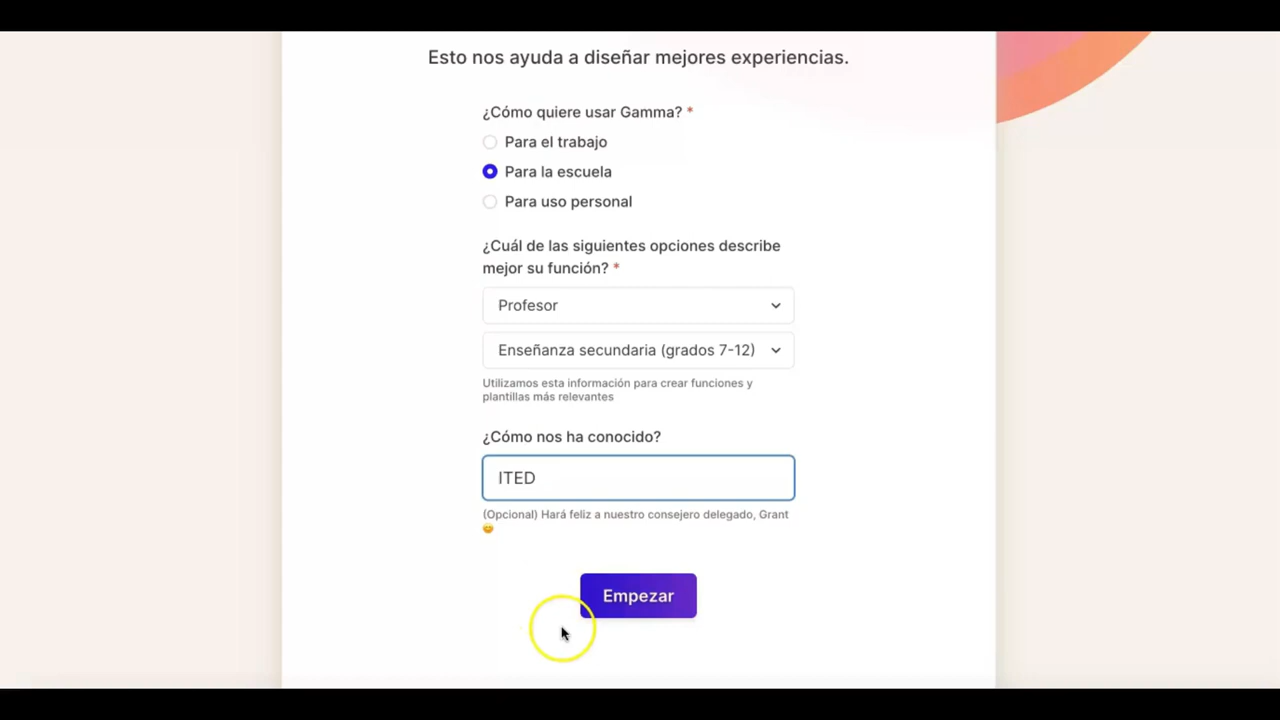 Esto nos ayuda a diseñar mejores experiencias.
¿Cómo quiere usar Gamma? *
Para el trabajo
Para la escuela
Para uso personal
¿Cuál de las siguientes opciones describe
mejor su función? *
Profesor
Enseñanza secundaria (grados 7-12)
Utilizamos esta información para crear funciones y
plantillas más relevantes
¿Cómo nos ha conocido?
ITED
(Opcional) Hará feliz a nuestro consejero delegado, Grant
😊
Empezar